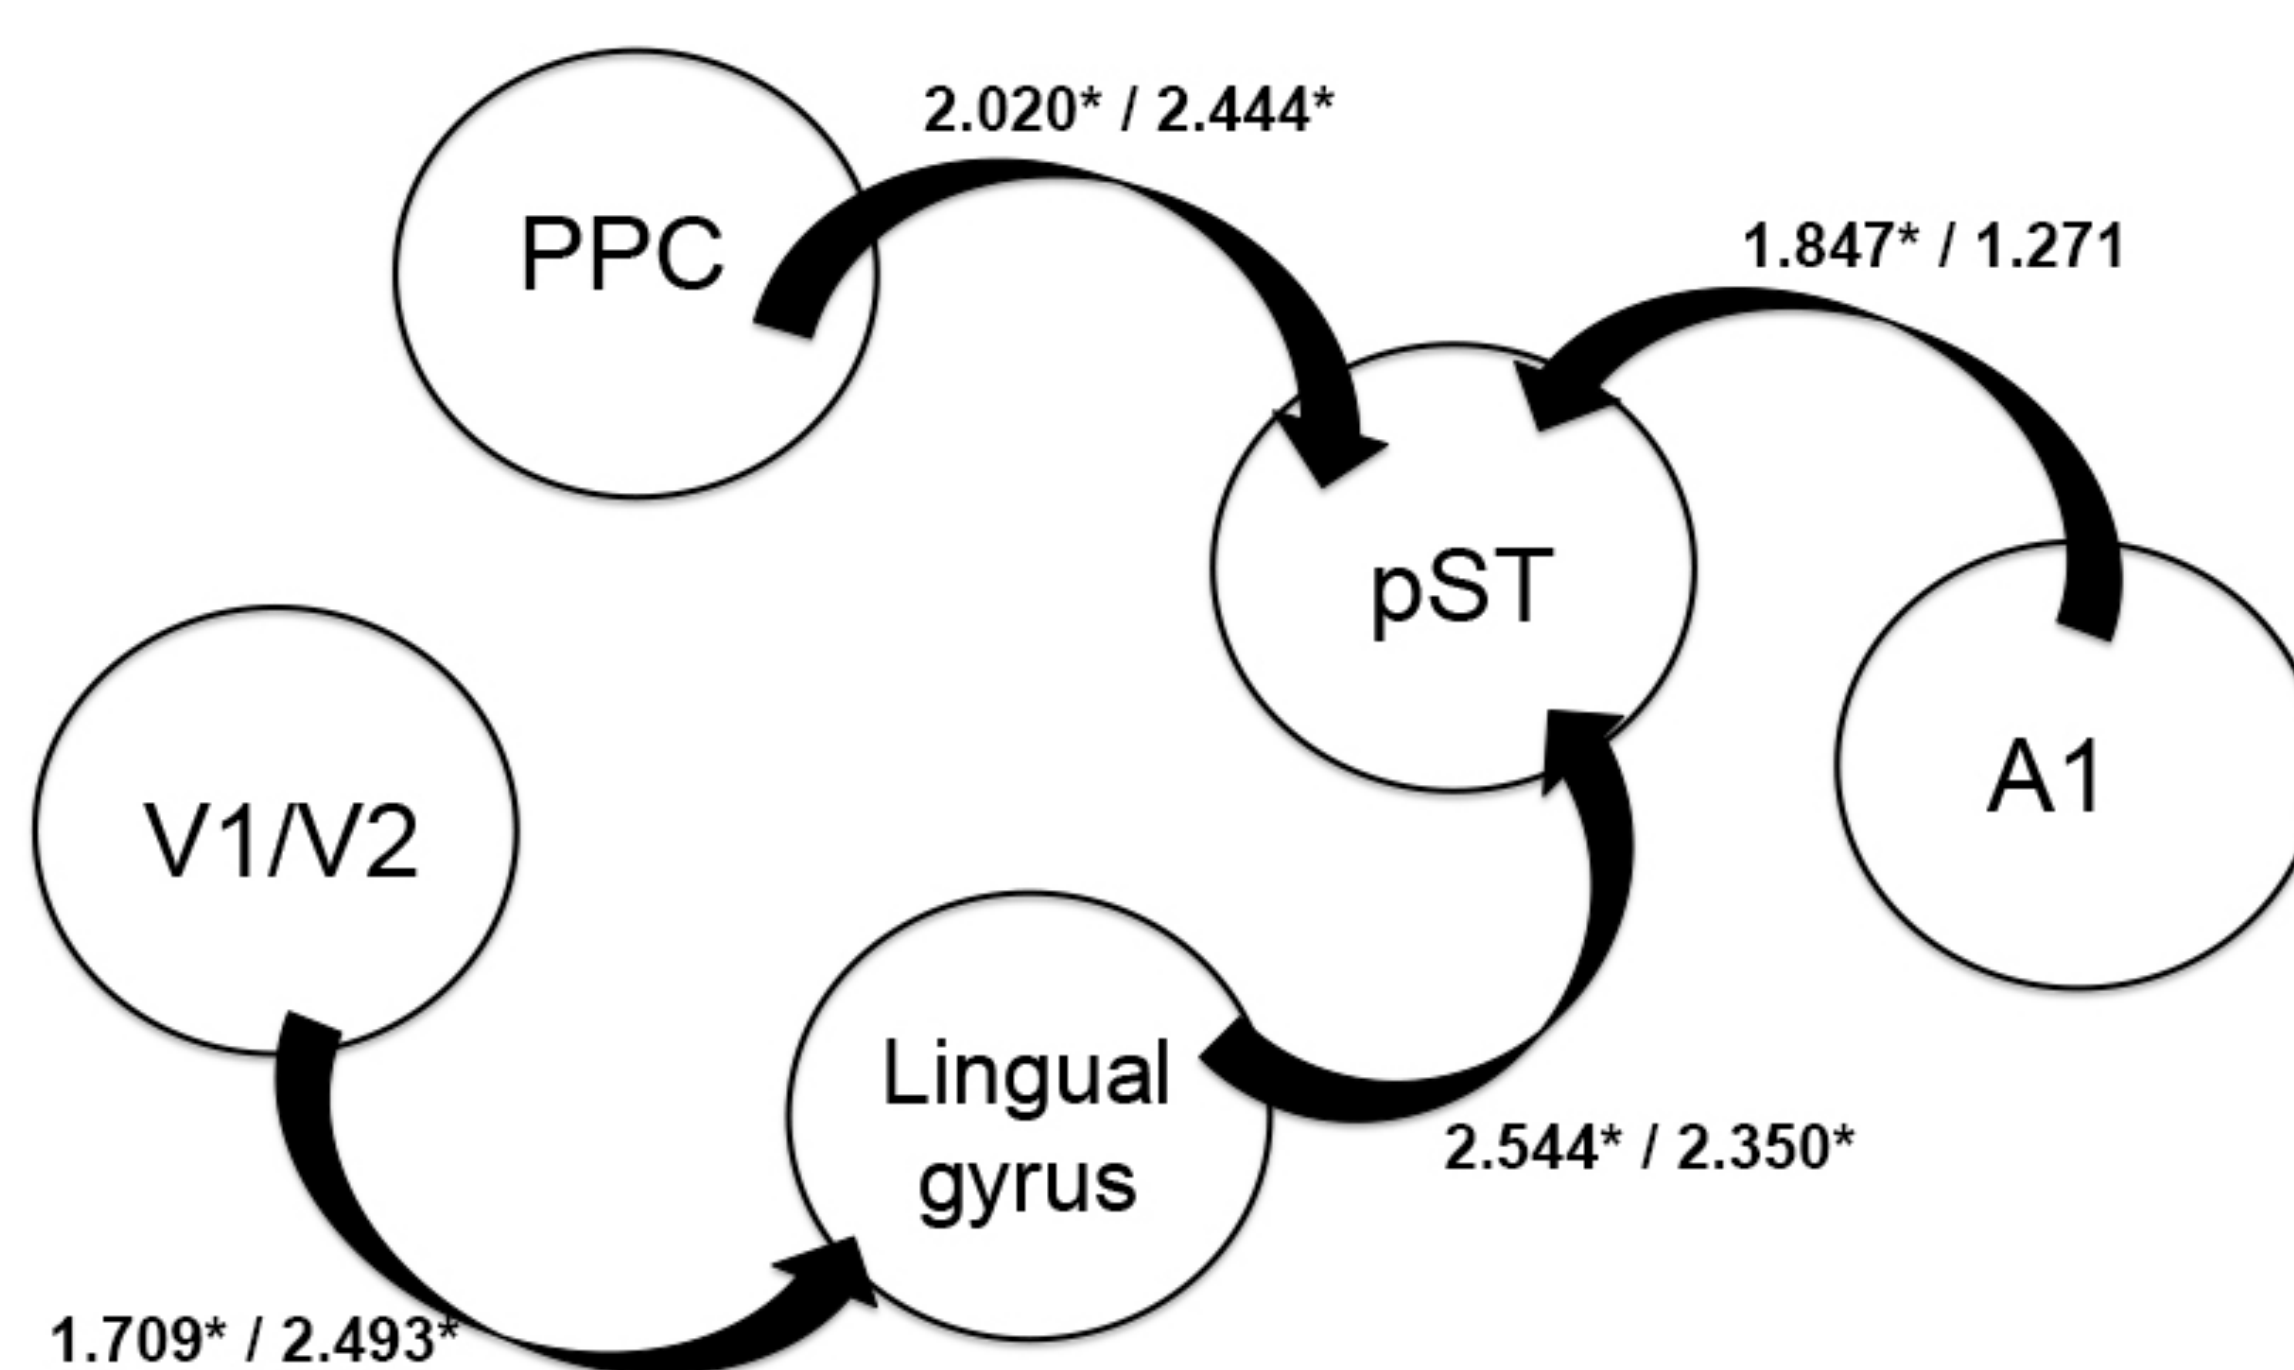 2.020* / 2.444*
PPC
1.847* / 1.271
pST
A1
V1/V2
Lingual
gyrus
2.544* / 2.350*
1.709* / 2.493*